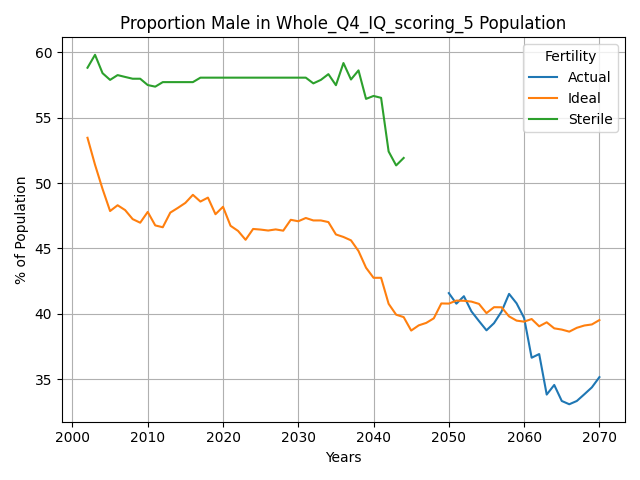 Proportion Male in Whole_Q4_IQ_scoring_5 Population
Fertility
Actual
Ideal
Sterile
% of Population
60
55
50
45
40
35
2000 2010 2020 2030 2040 2050 2060 2070
Years